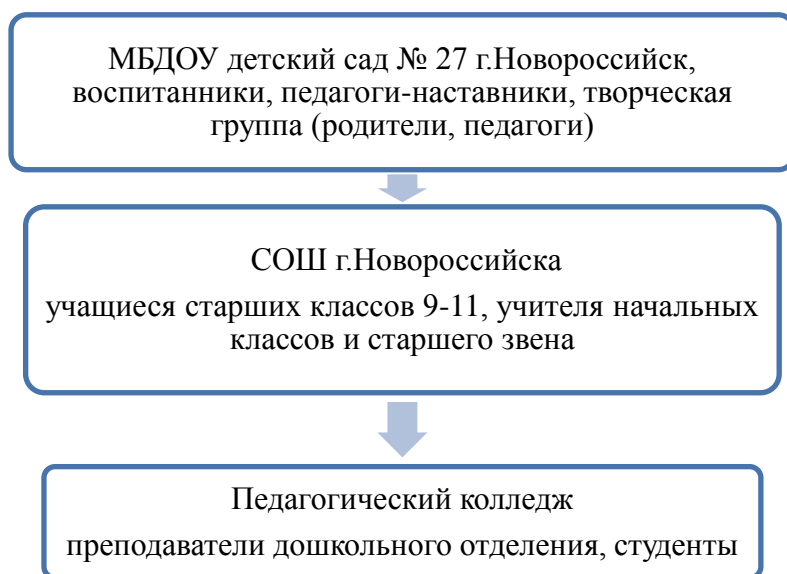 МБДОУ детский сад № 27 г.Новороссийск,
воспитанники, педагоги-наставники, творческая
группа (родители, педагоги)
СОШ г.Новороссийска
учащиеся старших классов 9-11, учителя начальных
классов и старшего звена
Педагогический колледж
преподаватели дошкольного отделения, студенты